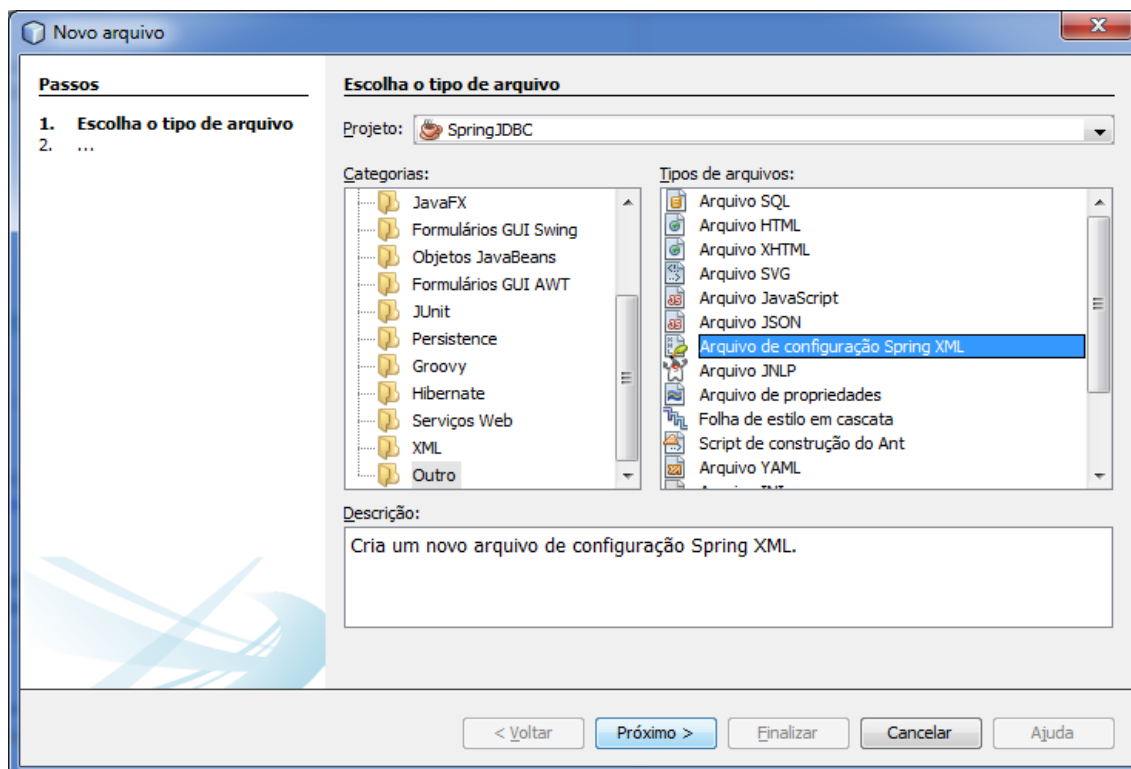 Novo arquivo
Passos
1. Escolha o tipo de arquivo
2. ...
Escolha o tipo de arquivo
Projeto: SpringJDBC
Categorias:
JavaFX
Formulários GUI Swing
Objetos JavaBeans
Formulários GUI AWT
JUnit
Persistence
Groovy
Hibernate
Serviços Web
XML
Outro
Tipos de arquivos:
Arquivo SQL
Arquivo HTML
Arquivo XHTML
Arquivo SVG
Arquivo JavaScript
Arquivo JSON
Arquivo de configuração Spring XML
Arquivo JNLP
Arquivo de propriedades
Folha de estilo em cascata
Script de construção do Ant
Arquivo YAML
Descrição:
Cria um novo arquivo de configuração Spring XML.
< Voltar Próximo > Finalizar Cancelar Ajuda